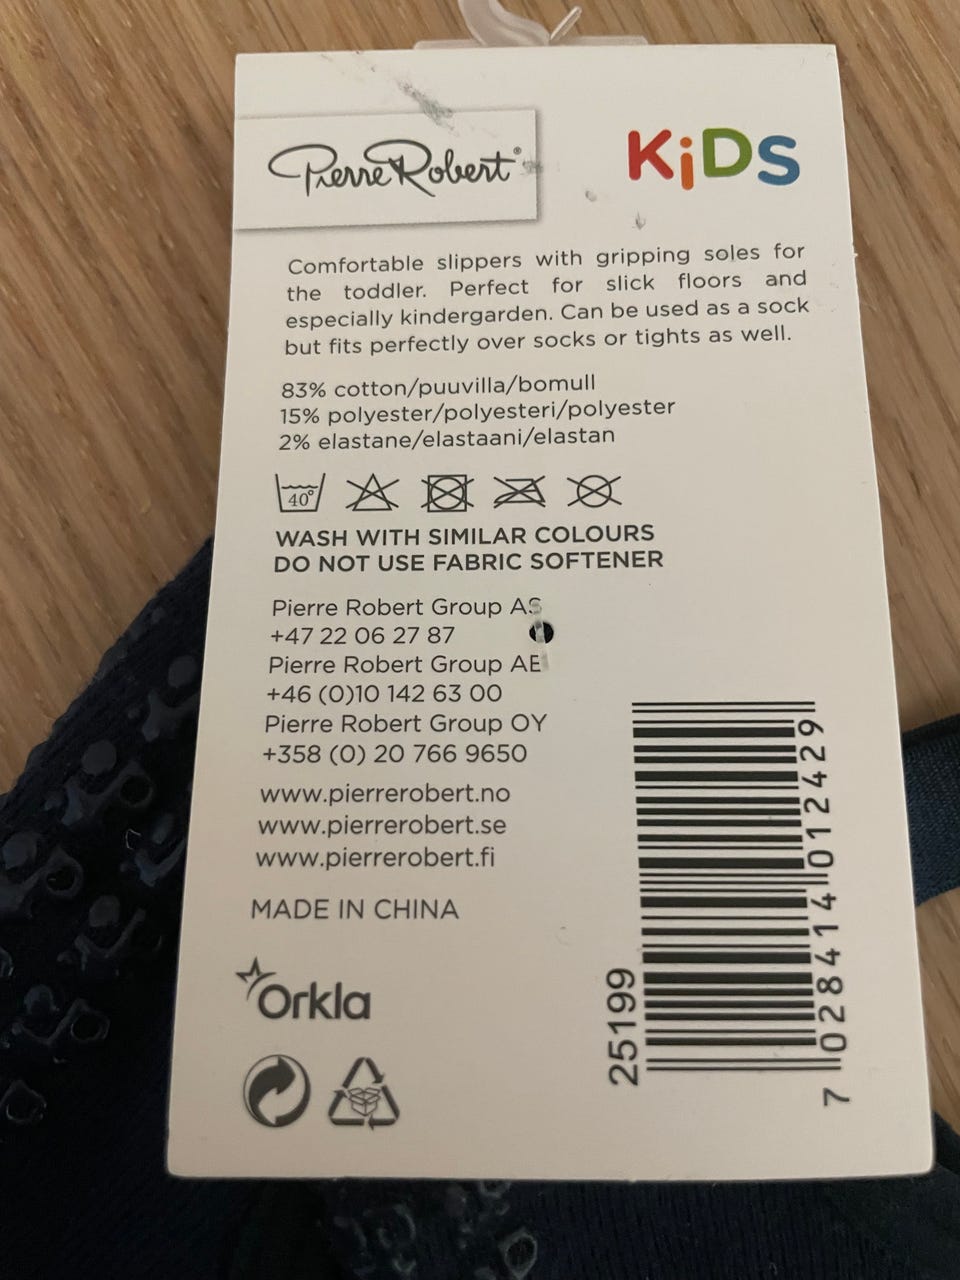 Pierre Robert®
KiDS
Comfortable slippers with gripping soles for
the toddler. Perfect for slick floors and
especially kindergarden. Can be used as a sock
but fits perfectly over socks or tights as well.
83% cotton/puuvilla/bomull
15% polyester/polyesteri/polyester
2% elastane/elastaani/elastan
40°
WASH WITH SIMILAR COLOURS
DO NOT USE FABRIC SOFTENER
Pierre Robert Group AS
+47 22 06 27 87
Pierre Robert Group AB
+46 (0)10 142 63 00
Pierre Robert Group OY
+358 (0) 20 766 9650
www.pierrerobert.no
www.pierrerobert.se
www.pierrerobert.fi
MADE IN CHINA
Orkla
25199
7 028414 012429